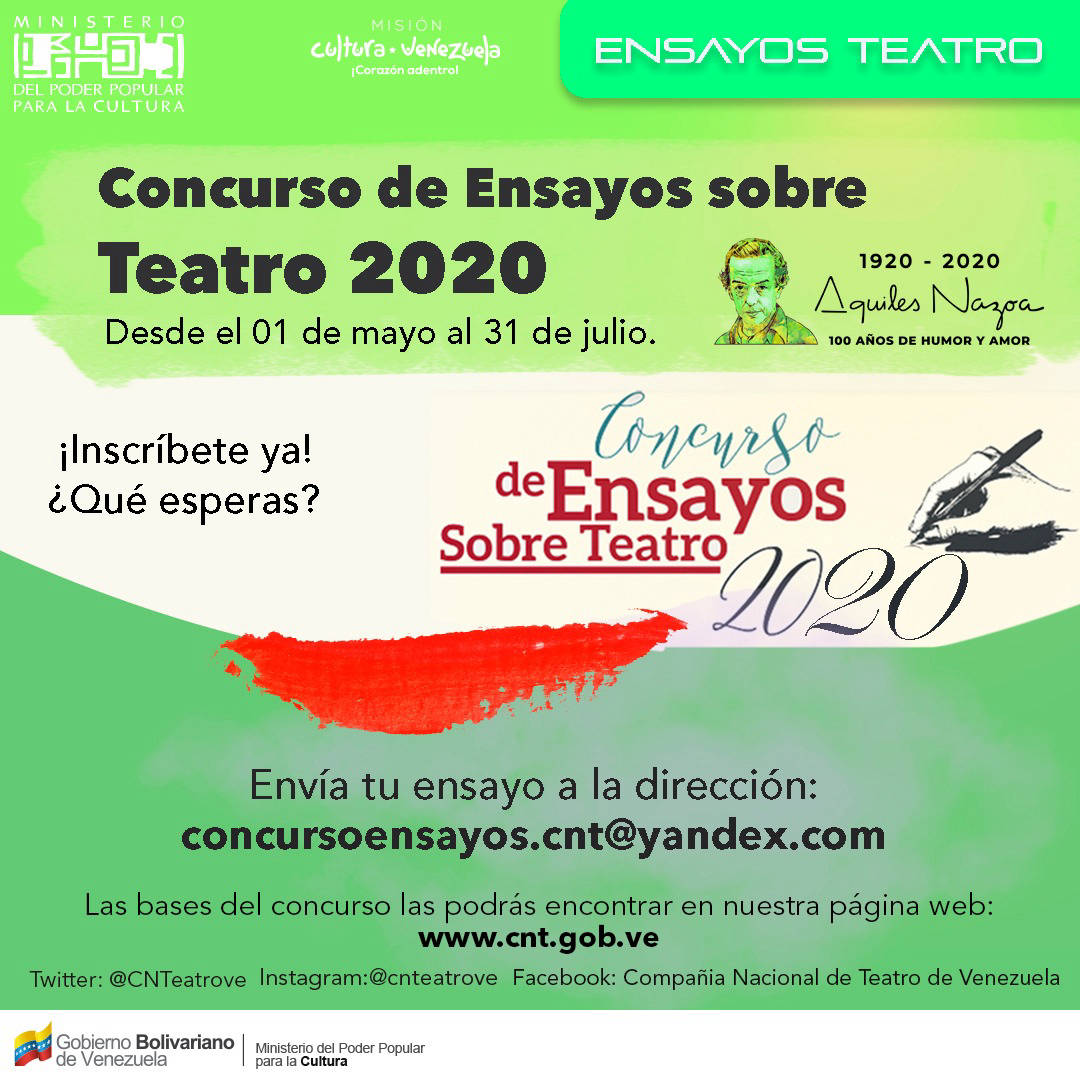 MINISTERIO
DEL PODER POPULAR
PARA LA CULTURA
MISIÓN
Cultura • Venezuela
¡Corazón adentro!
ENSAYOS TEATRO
Concurso de Ensayos sobre
Teatro 2020
Desde el 01 de mayo al 31 de julio.
1920 - 2020
Aquiles Nazoa
100 AÑOS DE HUMOR Y AMOR
¡Inscríbete ya!
¿Qué esperas?
Concurso
de Ensayos
Sobre Teatro
2020
Envía tu ensayo a la dirección:
concursoensayos.cnt@yandex.com
Las bases del concurso las podrás encontrar en nuestra página web:
www.cnt.gob.ve
Twitter: @CNTeatrove Instagram:@cnteatrove Facebook: Compañia Nacional de Teatro de Venezuela
Gobierno Bolivariano
de Venezuela
Ministerio del Poder Popular
para la Cultura